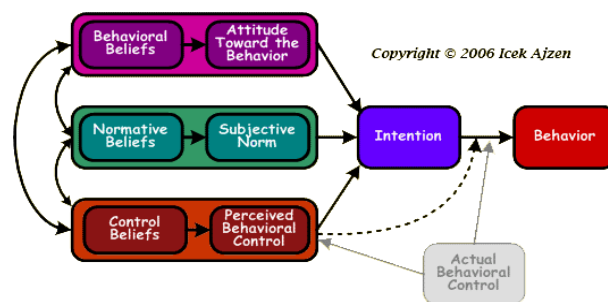 Behavioral
Beliefs
Attitude
Toward the
Behavior
Copyright © 2006 Icek Ajzen
Normative
Beliefs
Subjective
Norm
Intention
Behavior
Control
Beliefs
Perceived
Behavioral
Control
Actual
Behavioral
Control